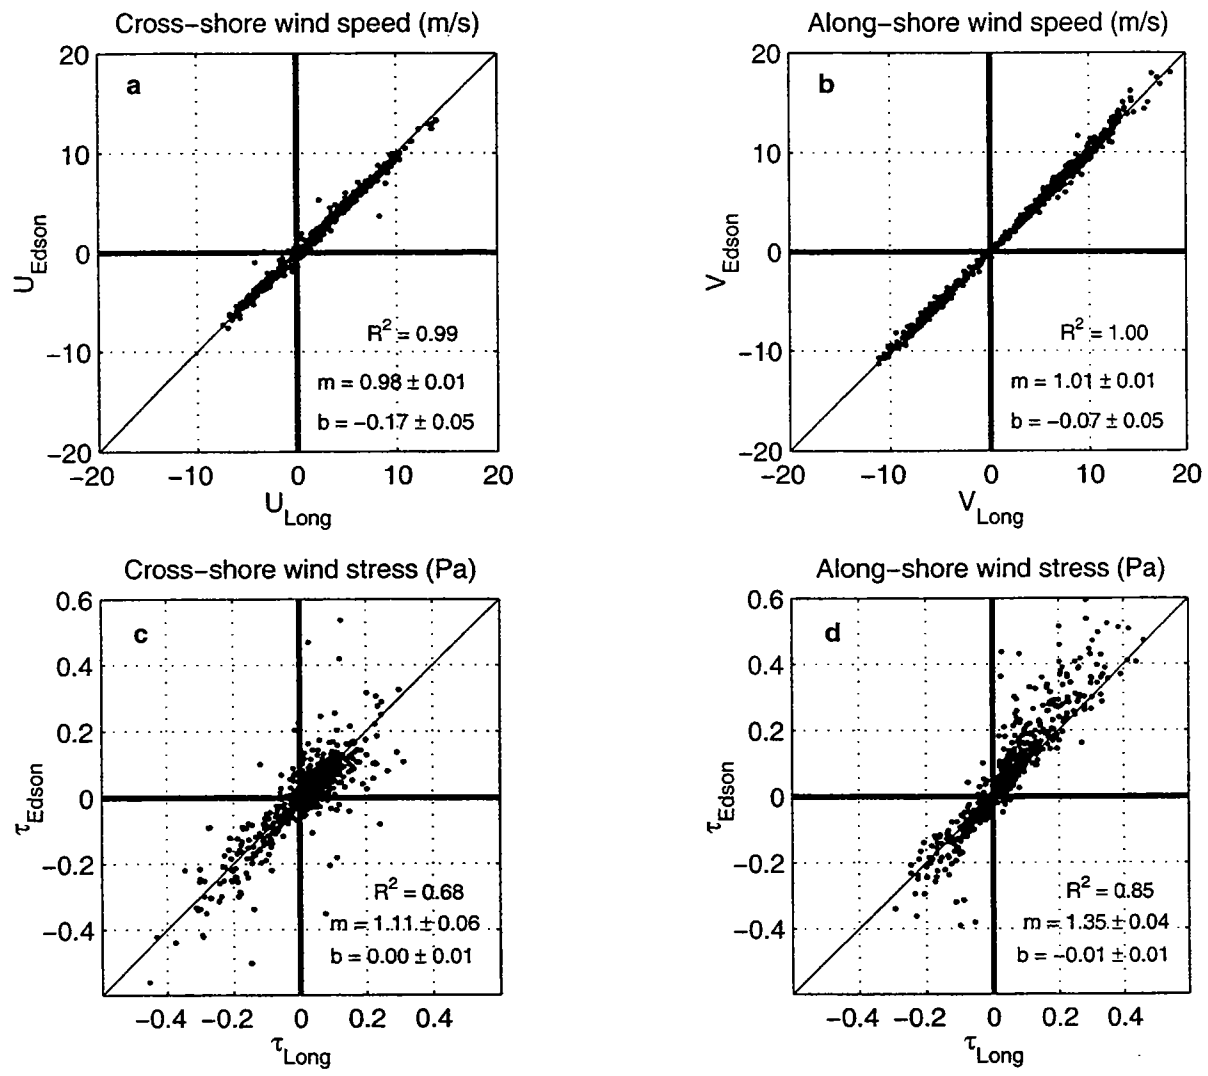 Cross−shore wind speed (m/s)
a
20
10
0
−10
−20
U_Edson
R² = 0.99
m = 0.98 ± 0.01
b = −0.17 ± 0.05
−20 −10 0 10 20
U_Long
Along−shore wind speed (m/s)
b
20
10
0
−10
−20
V_Edson
R² = 1.00
m = 1.01 ± 0.01
b = −0.07 ± 0.05
−20 −10 0 10 20
V_Long
Cross−shore wind stress (Pa)
c
0.6
0.4
0.2
0
−0.2
−0.4
τ_Edson
R² = 0.68
m = 1.11 ± 0.06
b = 0.00 ± 0.01
−0.4 −0.2 0 0.2 0.4
τ_Long
Along−shore wind stress (Pa)
d
0.6
0.4
0.2
0
−0.2
−0.4
τ_Edson
R² = 0.85
m = 1.35 ± 0.04
b = −0.01 ± 0.01
−0.4 −0.2 0 0.2 0.4
τ_Long